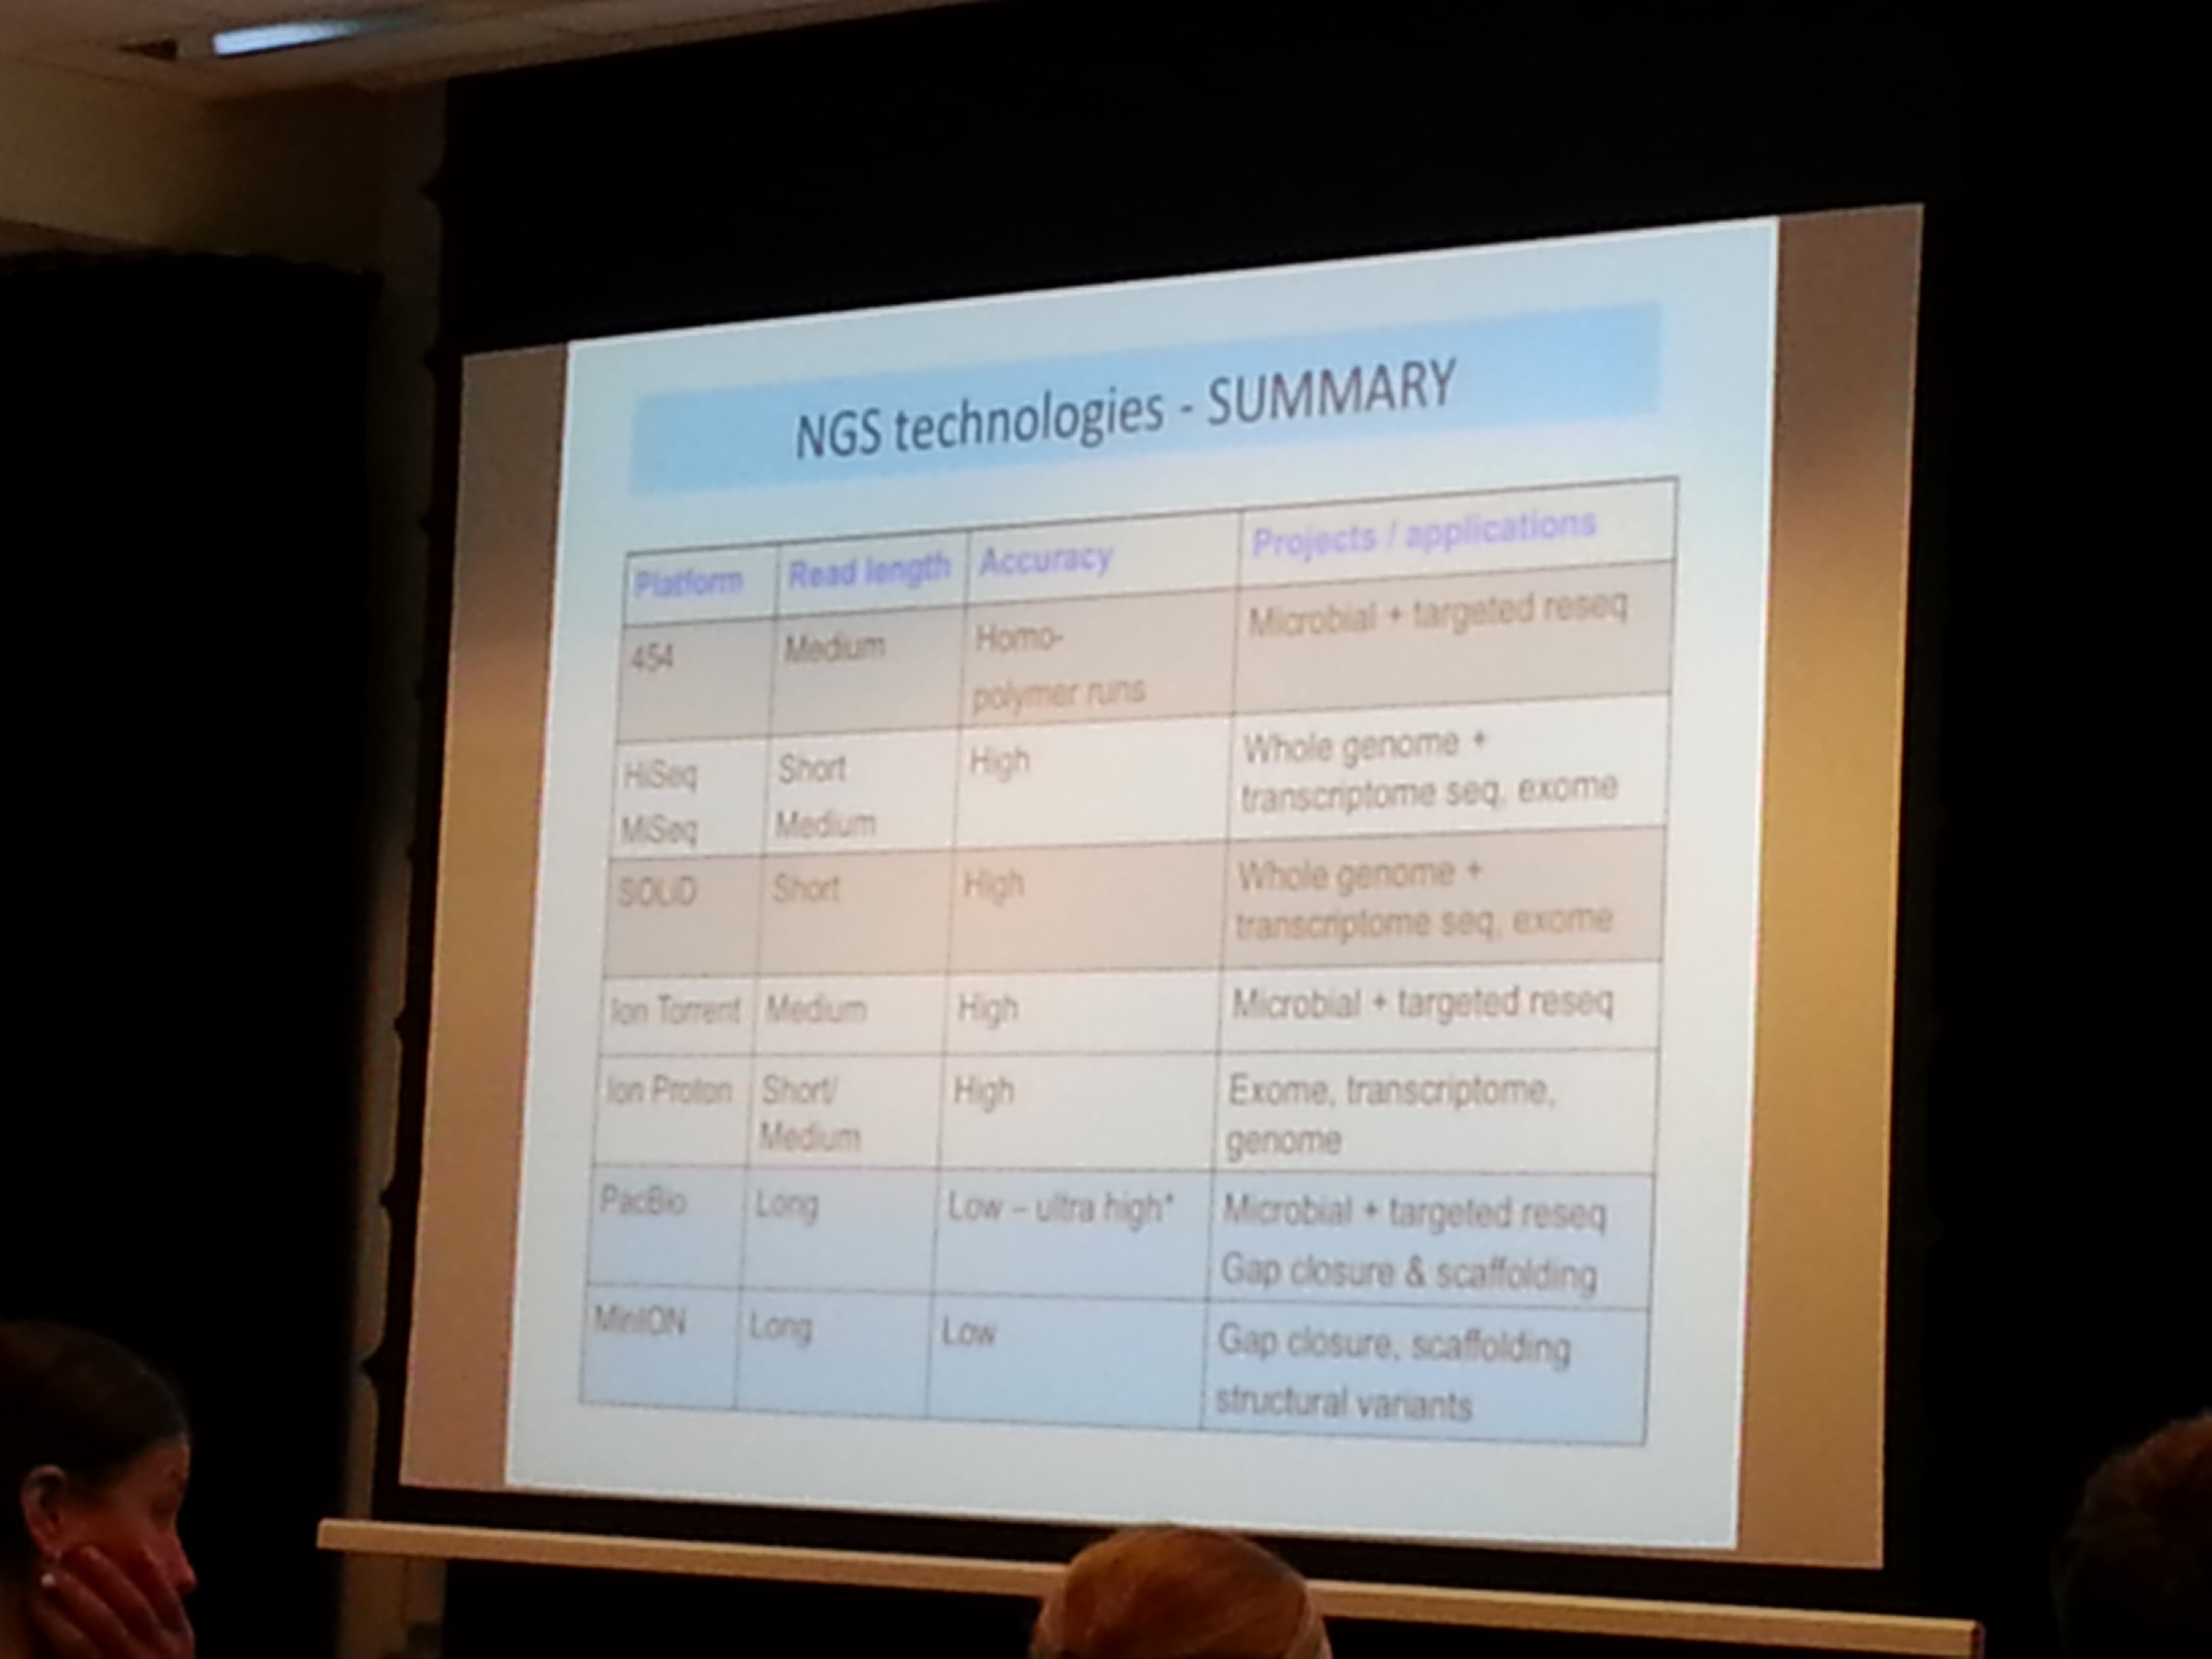 NGS technologies - SUMMARY
Platform Read length Accuracy Projects / applications
454 Medium Homo- Microbial + targeted reseq
polymer runs
HiSeq Short High Whole genome +
MiSeq Medium transcriptome seq, exome
SOLiD Short High Whole genome +
transcriptome seq, exome
Ion Torrent Medium High Microbial + targeted reseq
Ion Proton Short/ High Exome, transcriptome,
Medium genome
PacBio Long Low – ultra high* Microbial + targeted reseq
Gap closure & scaffolding
MinION Long Low Gap closure, scaffolding
structural variants